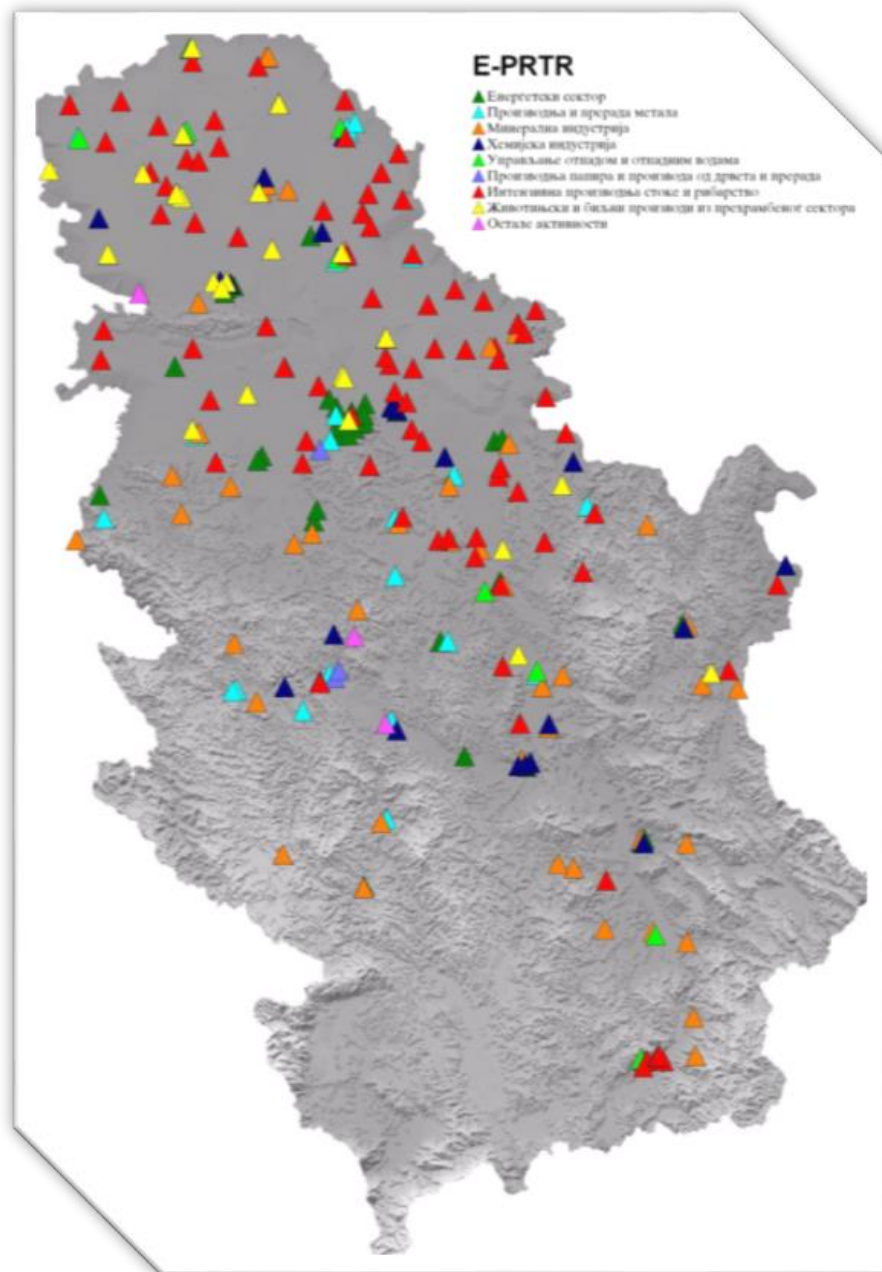 E-PRTR
Енергетски сектор
Производња и прерада метала
Минерална индустрија
Хемијска индустрија
Управљање отпадом и отпадним водама
Производња папира и производа од дрвета и прерада
Интензивна производња стоке и рибарство
Животињски и биљни производи из прехрамбеног сектора
Остале активности